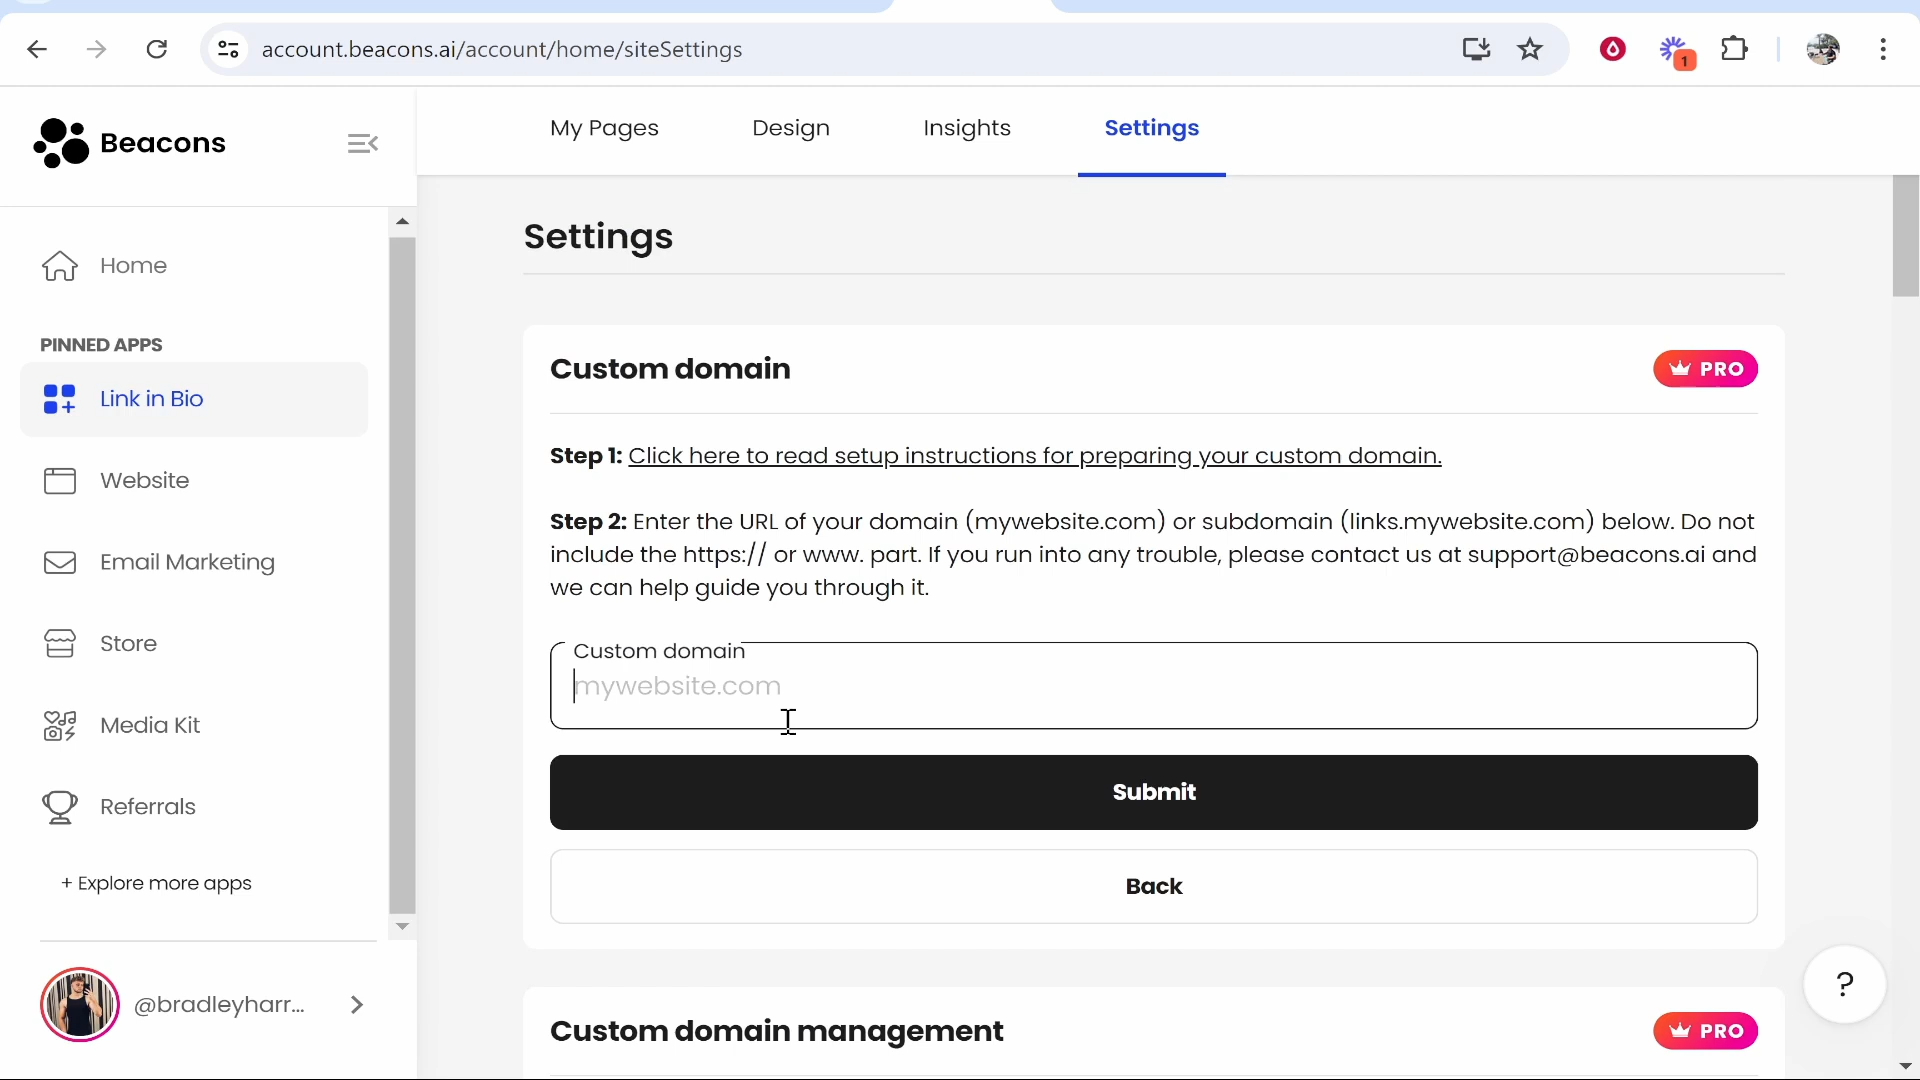 account.beacons.ai/account/home/siteSettings
1
Beacons
My Pages
Design
Insights
Settings
Settings
Home
PINNED APPS
Link in Bio
Website
Email Marketing
Store
Media Kit
Referrals
+ Explore more apps
@bradleyharr...
Custom domain
PRO
Step 1: Click here to read setup instructions for preparing your custom domain.
Step 2: Enter the URL of your domain (mywebsite.com) or subdomain (links.mywebsite.com) below. Do not
include the https:// or www. part. If you run into any trouble, please contact us at support@beacons.ai and
we can help guide you through it.
Custom domain
mywebsite.com
Submit
Back
?
Custom domain management
PRO